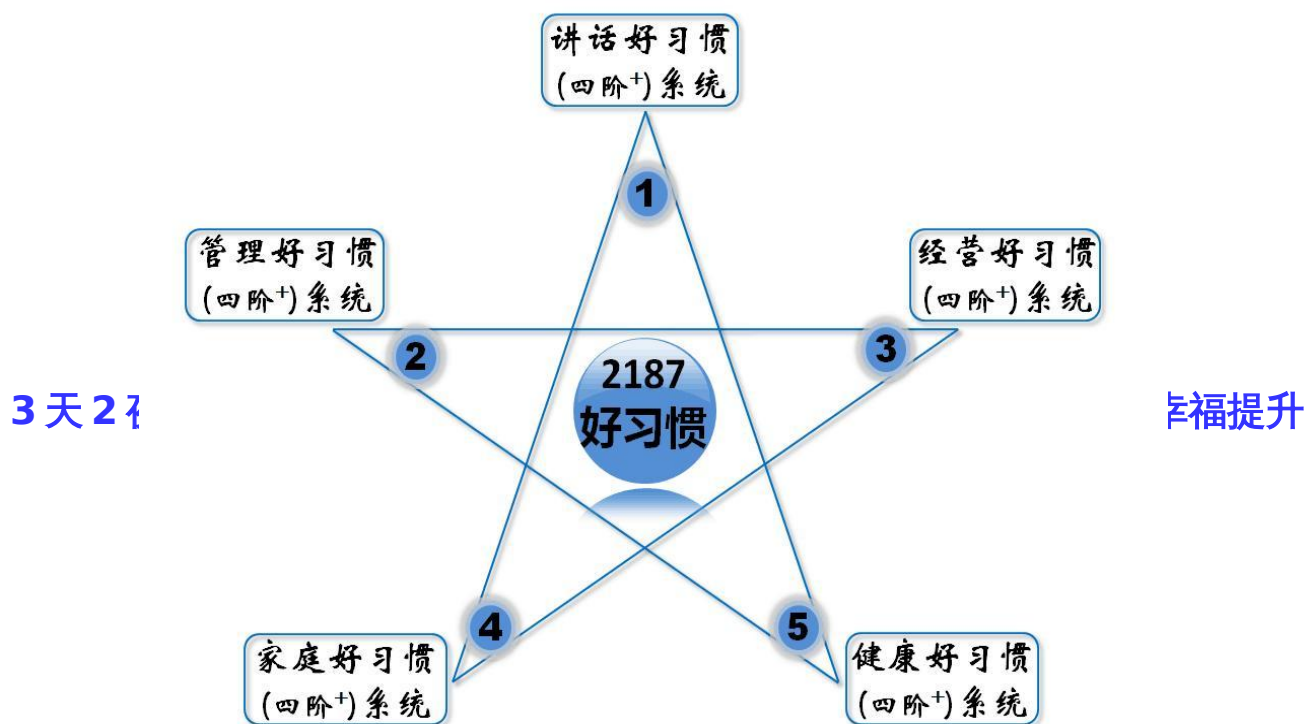 讲话好习惯
(四阶+)系统
1
管理好习惯
(四阶+)系统
经营好习惯
(四阶+)系统
2
3
2187
好习惯
3天2
福提升
4
5
家庭好习惯
(四阶+)系统
健康好习惯
(四阶+)系统